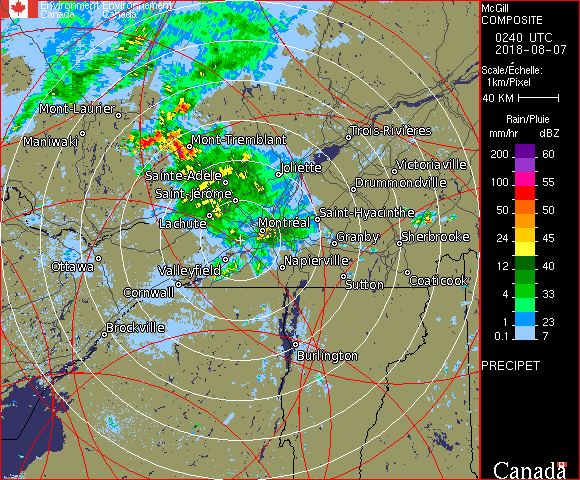 Environment Environnement
Canada Canada
McGill
COMPOSITE
0240 UTC
2018-08-07
Scale/Échelle:
1km/Pixel
40 KM
Rain/Pluie
mm/hr dBZ
200 60
100 55
50 50
24 45
12 40
4 33
1 23
0.1 7
PRECIPET
Canada
Mont-Laurier
Maniwaki
Mont-Tremblant
Trois-Rivières
Victoriaville
Joliette
Sainte-Adèle
Drummondville
Saint-Jérôme
Lachute
Montréal
Saint-Hyacinthe
Granby
Sherbrooke
Ottawa
Valleyfield
Napierville
Cornwall
Sutton
Coaticook
Brockville
Burlington